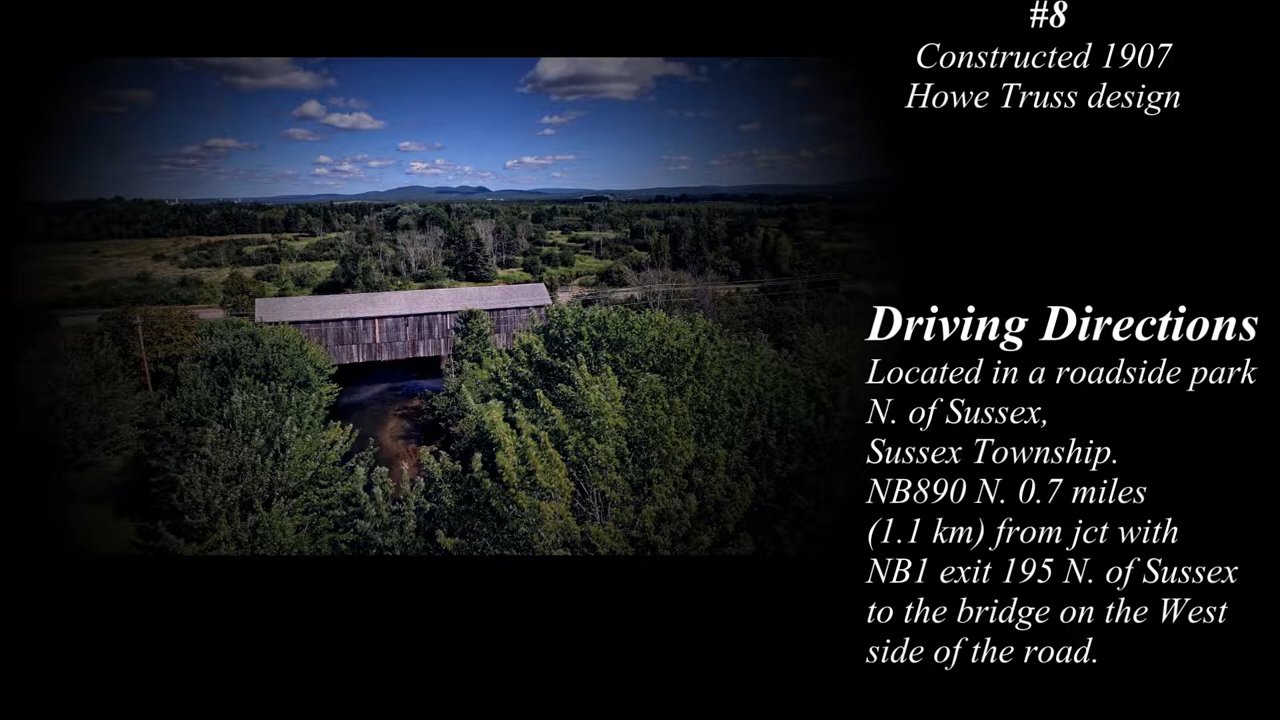 #8
Constructed 1907
Howe Truss design
Driving Directions
Located in a roadside park
N. of Sussex,
Sussex Township.
NB890 N. 0.7 miles
(1.1 km) from jct with
NB1 exit 195 N. of Sussex
to the bridge on the West
side of the road.